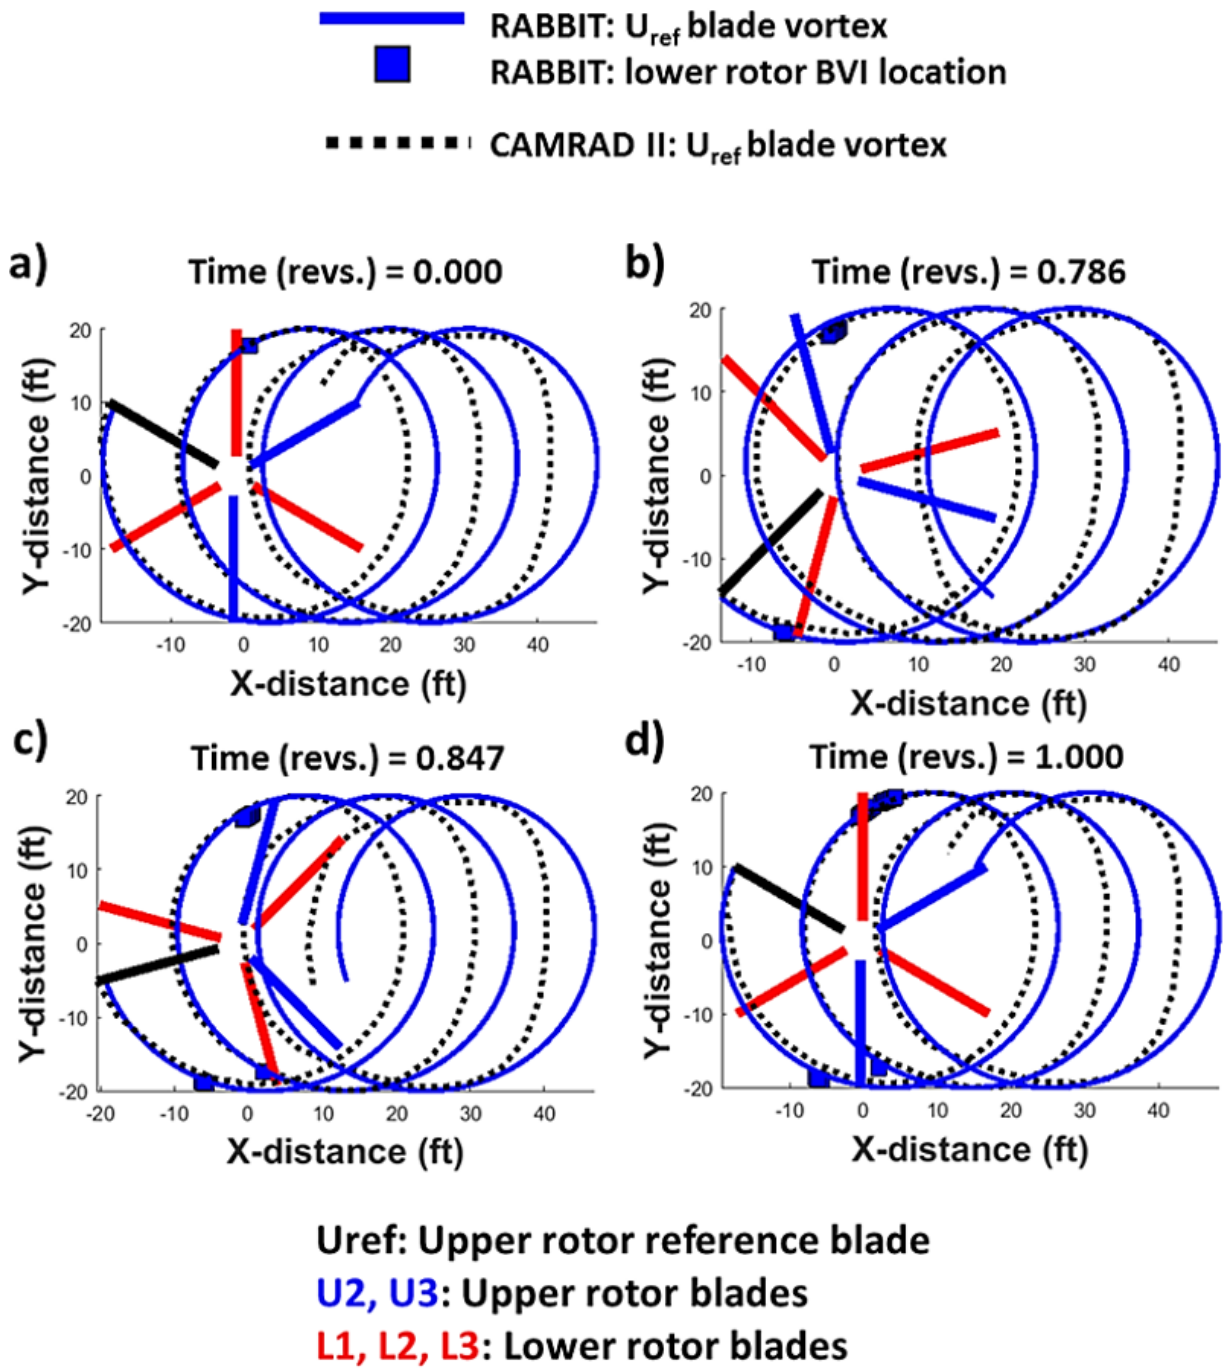 RABBIT: Uref blade vortex
RABBIT: lower rotor BVI location
CAMRAD II: Uref blade vortex
a)
Time (revs.) = 0.000
Y-distance (ft)
20
10
0
-10
-20
-10
0
10
20
30
40
X-distance (ft)
b)
Time (revs.) = 0.786
Y-distance (ft)
20
10
0
-10
-20
-10
0
10
20
30
40
X-distance (ft)
c)
Time (revs.) = 0.847
Y-distance (ft)
20
10
0
-10
-20
-20
-10
0
10
20
30
40
X-distance (ft)
d)
Time (revs.) = 1.000
Y-distance (ft)
20
10
0
-10
-20
-10
0
10
20
30
40
X-distance (ft)
Uref: Upper rotor reference blade
U2, U3: Upper rotor blades
L1, L2, L3: Lower rotor blades